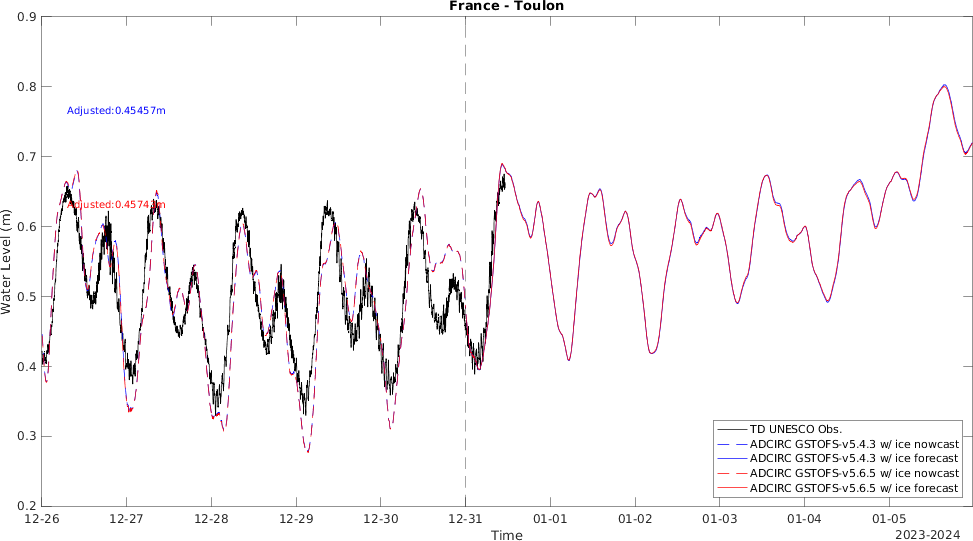 France - Toulon
0.9
0.8
0.7
0.6
0.5
0.4
0.3
0.2
Water Level (m)
Adjusted:0.45457m
Adjusted:0.4574
TD UNESCO Obs.
ADCIRC GSTOFS-v5.4.3 w/ ice nowcast
ADCIRC GSTOFS-v5.4.3 w/ ice forecast
ADCIRC GSTOFS-v5.6.5 w/ ice nowcast
ADCIRC GSTOFS-v5.6.5 w/ ice forecast
12-26 12-27 12-28 12-29 12-30 12-31 01-01 01-02 01-03 01-04 01-05
Time
2023-2024